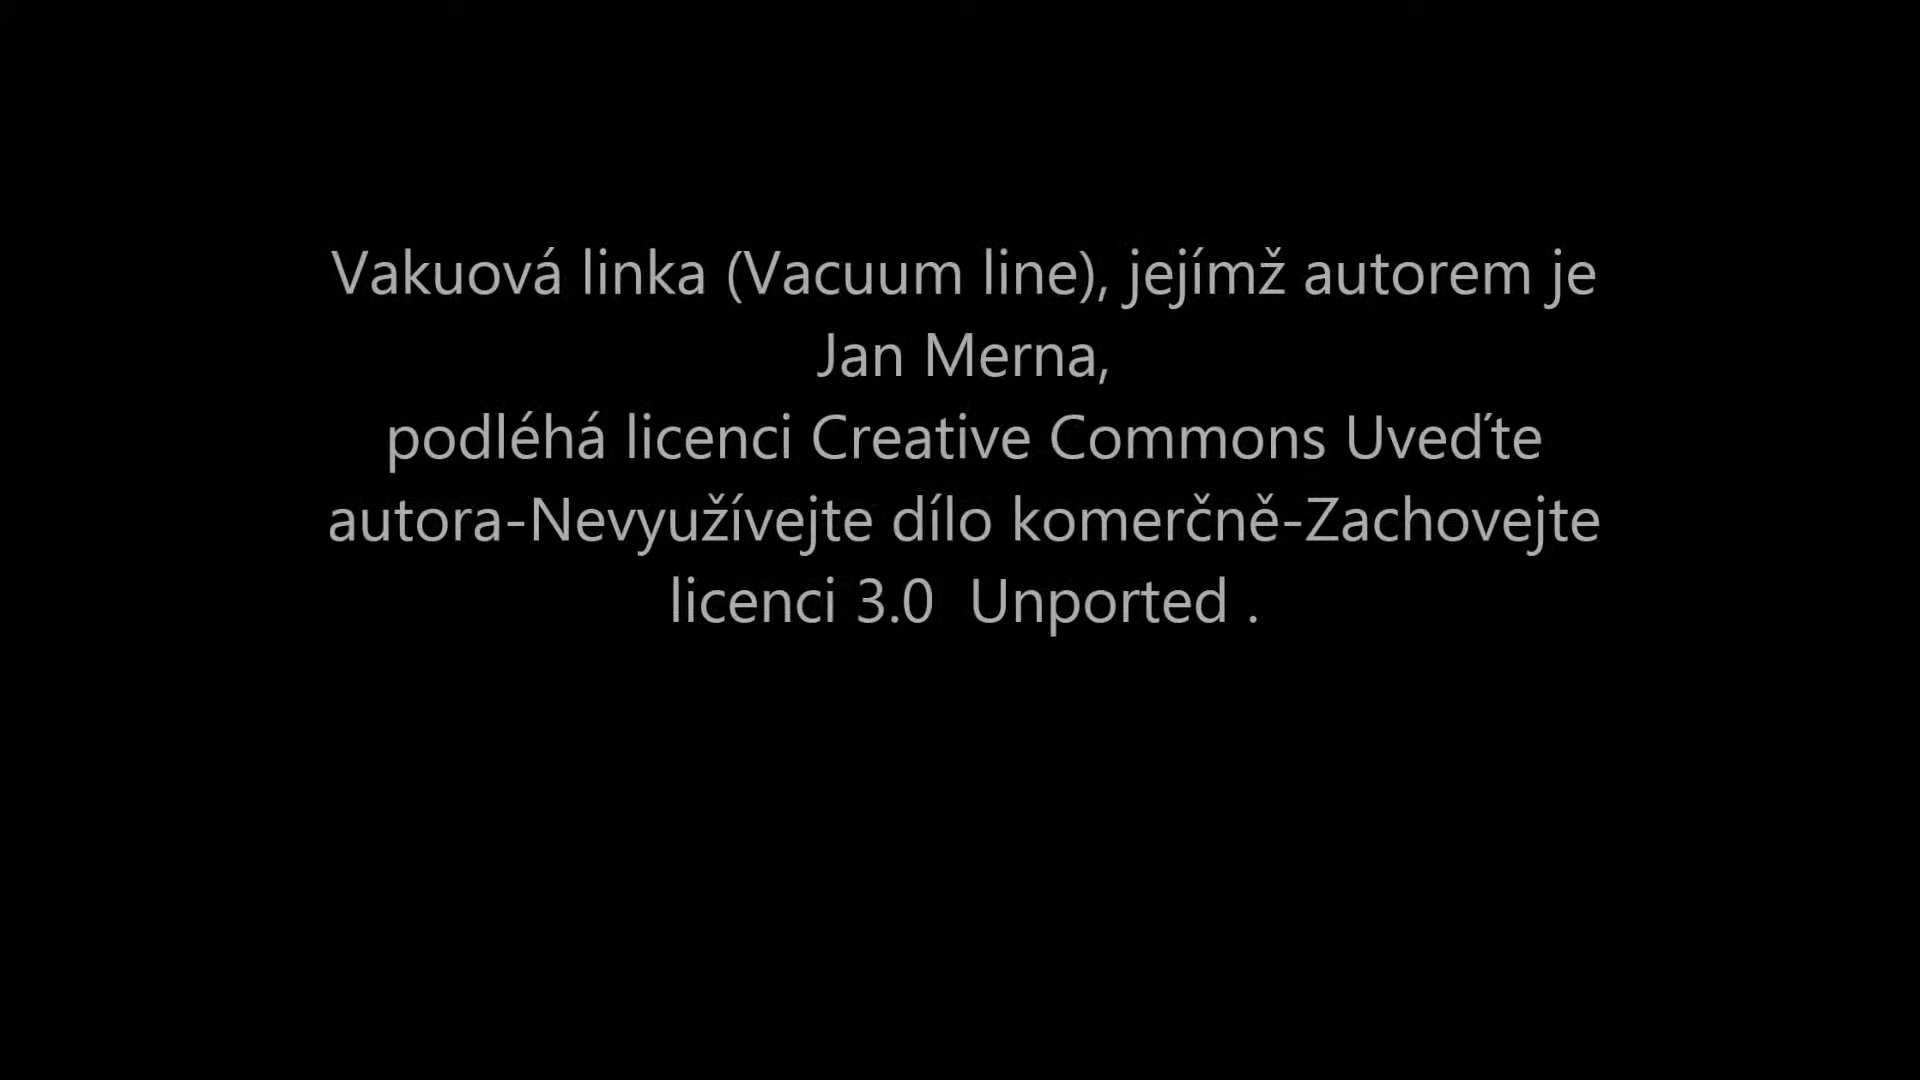 Vakuová linka (Vacuum line), jejímž autorem je
Jan Merna,
podléhá licenci Creative Commons Uveďte
autora-Nevyužívejte dílo komerčně-Zachovejte
licenci 3.0  Unported .